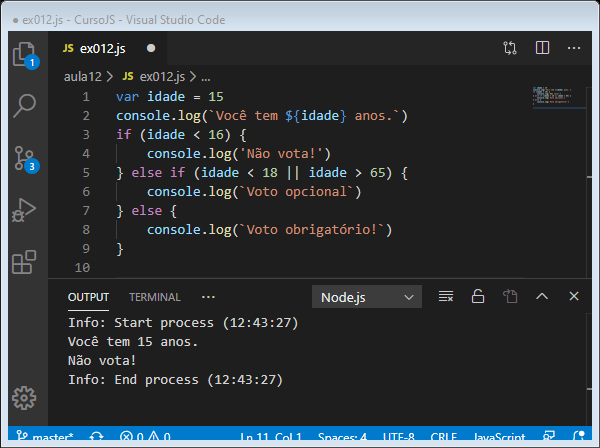 ● ex012.js - CursoJS - Visual Studio Code
1
3
JS ex012.js ●
aula12 > JS ex012.js > ...
1 var idade = 15
2 console.log(`Você tem ${idade} anos.`)
3 if (idade < 16) {
4 console.log('Não vota!')
5 } else if (idade < 18 || idade > 65) {
6 console.log(`Voto opcional`)
7 } else {
8 console.log(`Voto obrigatório!`)
9 }
10
OUTPUT TERMINAL ··· Node.js
Info: Start process (12:43:27)
Você tem 15 anos.
Não vota!
Info: End process (12:43:27)
master* 0 0 Ln 11, Col 1 Spaces: 4 UTF-8 CRLF JavaScript